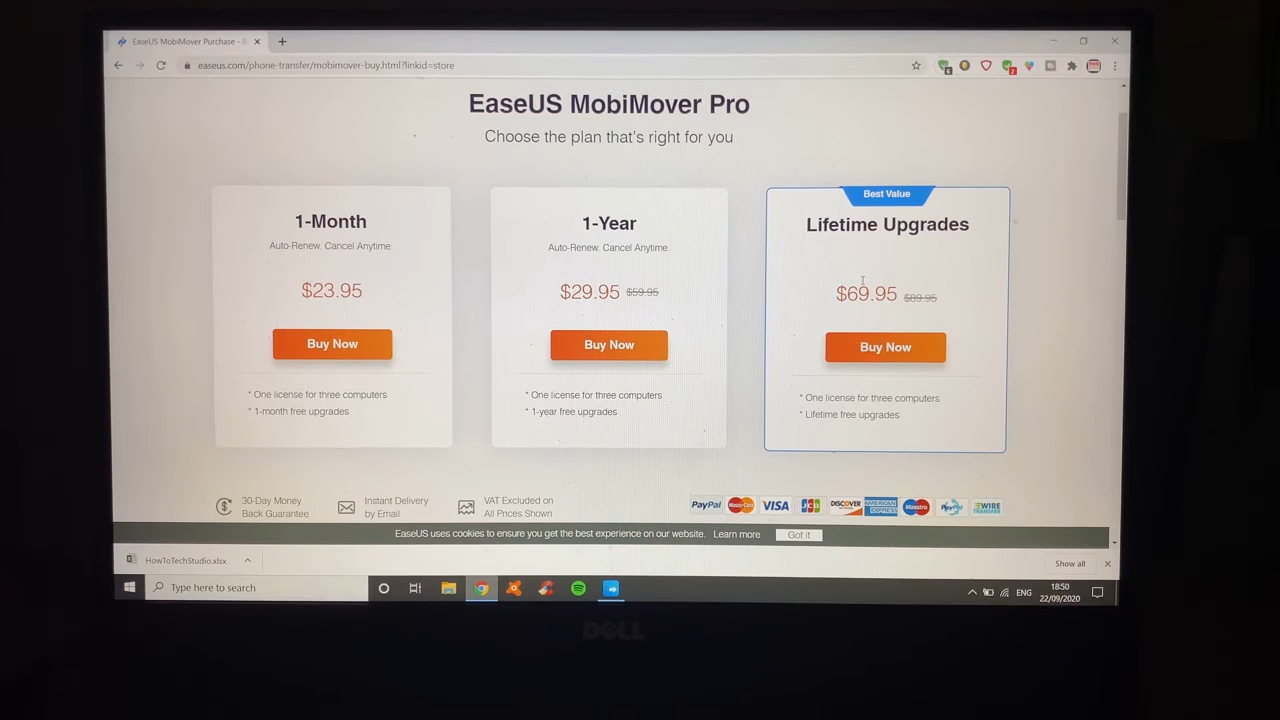 EaseUS MobiMover Purchase - B
easeus.com/phone-transfer/mobimover-buy.html?linkid=store
6
2
EaseUS MobiMover Pro
Choose the plan that's right for you
1-Month
Auto-Renew. Cancel Anytime.
$23.95
Buy Now
* One license for three computers
* 1-month free upgrades
1-Year
Auto-Renew. Cancel Anytime.
$29.95 $59.95
Buy Now
* One license for three computers
* 1-year free upgrades
Best Value
Lifetime Upgrades
$69.95 $89.95
Buy Now
* One license for three computers
* Lifetime free upgrades
30-Day Money
Back Guarantee
Instant Delivery
by Email
VAT Excluded on
All Prices Shown
PayPal MasterCard VISA JCB DISCOVER AMERICAN EXPRESS Maestro PayPal WIRE TRANSFER
EaseUS uses cookies to ensure you get the best experience on our website. Learn more Got it
HowToTechStudio.xlsx
Show all
Type here to search
ENG
18:50
22/09/2020
DELL